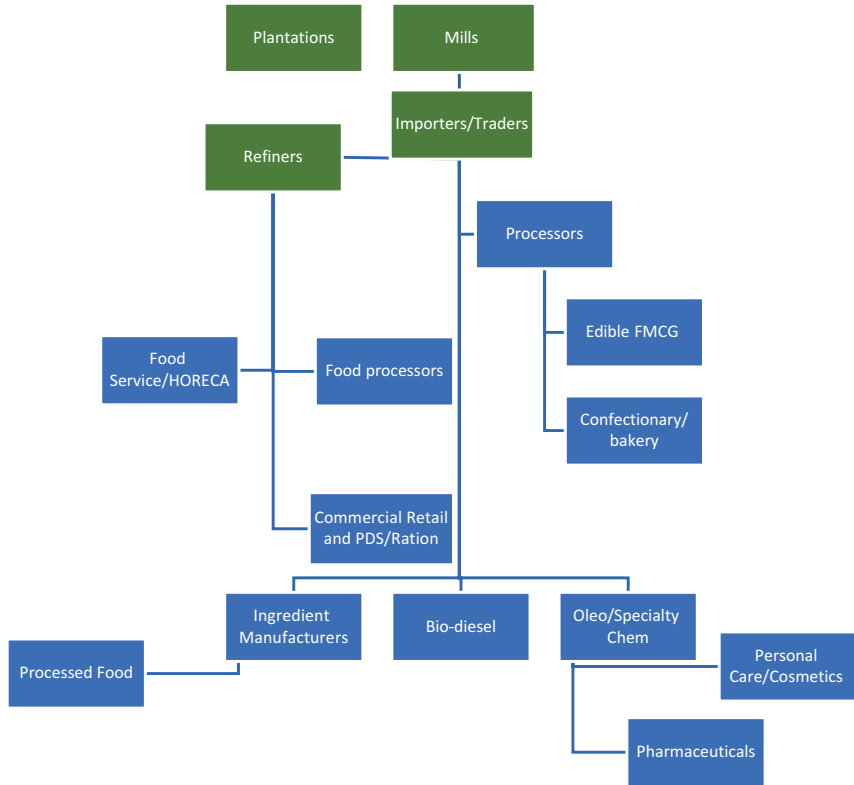 Plantations
Mills
Importers/Traders
Refiners
Processors
Edible FMCG
Food
Service/HORECA
Food processors
Confectionary/
bakery
Commercial Retail
and PDS/Ration
Ingredient
Manufacturers
Bio-diesel
Oleo/Specialty
Chem
Processed Food
Personal
Care/Cosmetics
Pharmaceuticals